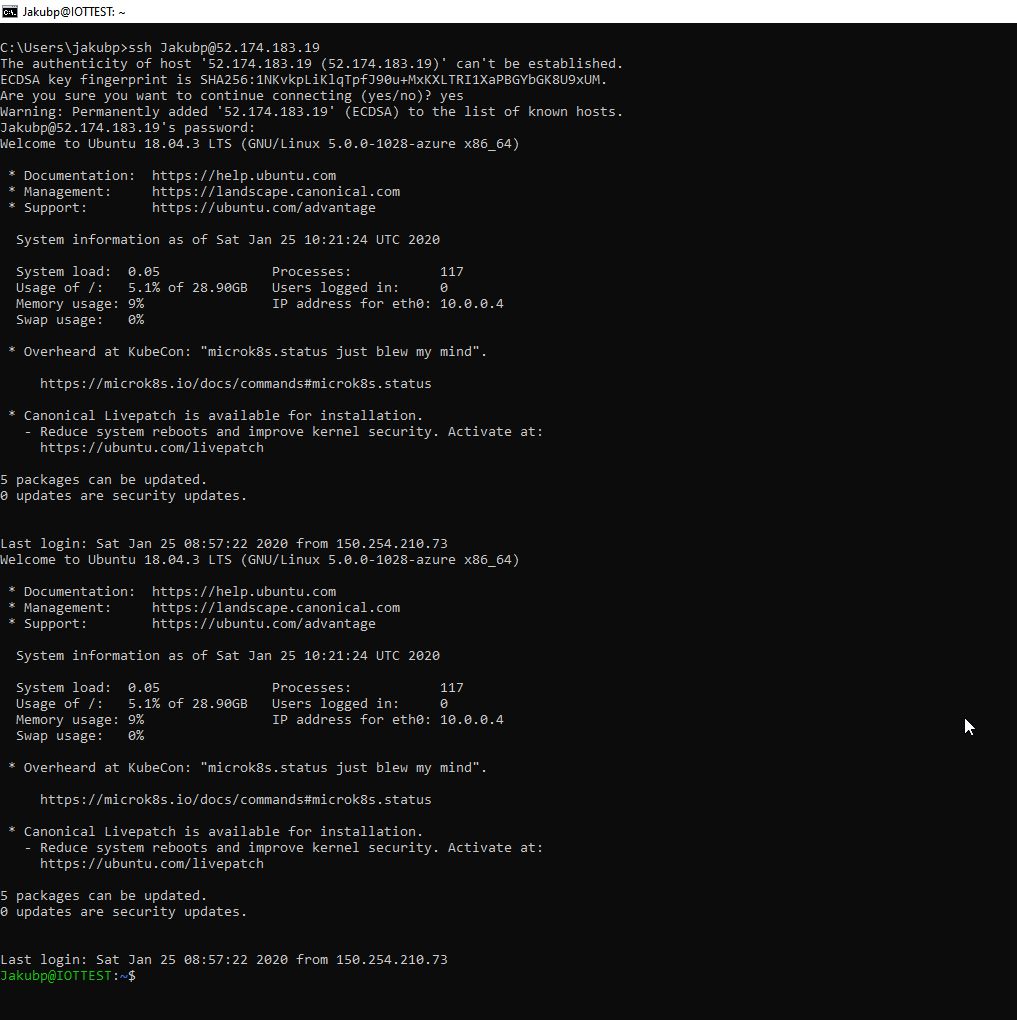 Jakubp@IOTTEST: ~
C:\Users\jakubp>ssh Jakubp@52.174.183.19
The authenticity of host '52.174.183.19 (52.174.183.19)' can't be established.
ECDSA key fingerprint is SHA256:1NKvkpLiKlqTpfJ90u+MxKXLTRI1XaPBGYbGK8U9xUM.
Are you sure you want to continue connecting (yes/no)? yes
Warning: Permanently added '52.174.183.19' (ECDSA) to the list of known hosts.
Jakubp@52.174.183.19's password:
Welcome to Ubuntu 18.04.3 LTS (GNU/Linux 5.0.0-1028-azure x86_64)

 * Documentation:  https://help.ubuntu.com
 * Management:     https://landscape.canonical.com
 * Support:        https://ubuntu.com/advantage

  System information as of Sat Jan 25 10:21:24 UTC 2020

  System load:  0.05              Processes:           117
  Usage of /:   5.1% of 28.90GB   Users logged in:     0
  Memory usage: 9%                IP address for eth0: 10.0.0.4
  Swap usage:   0%

 * Overheard at KubeCon: "microk8s.status just blew my mind".

     https://microk8s.io/docs/commands#microk8s.status

 * Canonical Livepatch is available for installation.
   - Reduce system reboots and improve kernel security. Activate at:
     https://ubuntu.com/livepatch

5 packages can be updated.
0 updates are security updates.


Last login: Sat Jan 25 08:57:22 2020 from 150.254.210.73
Welcome to Ubuntu 18.04.3 LTS (GNU/Linux 5.0.0-1028-azure x86_64)

 * Documentation:  https://help.ubuntu.com
 * Management:     https://landscape.canonical.com
 * Support:        https://ubuntu.com/advantage

  System information as of Sat Jan 25 10:21:24 UTC 2020

  System load:  0.05              Processes:           117
  Usage of /:   5.1% of 28.90GB   Users logged in:     0
  Memory usage: 9%                IP address for eth0: 10.0.0.4
  Swap usage:   0%

 * Overheard at KubeCon: "microk8s.status just blew my mind".

     https://microk8s.io/docs/commands#microk8s.status

 * Canonical Livepatch is available for installation.
   - Reduce system reboots and improve kernel security. Activate at:
     https://ubuntu.com/livepatch

5 packages can be updated.
0 updates are security updates.


Last login: Sat Jan 25 08:57:22 2020 from 150.254.210.73
Jakubp@IOTTEST:~$